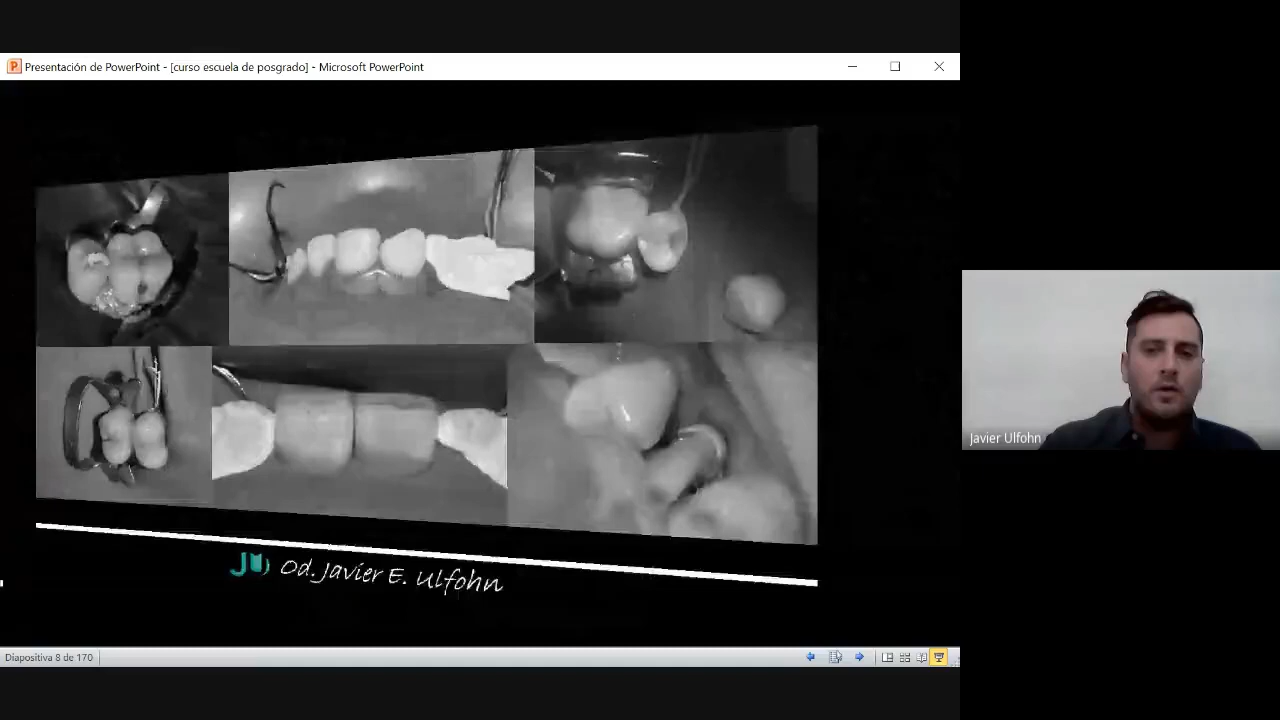 Presentación de PowerPoint - [curso escuela de posgrado] - Microsoft PowerPoint
Javier Ulfohn
JU Od. Javier E. Ulfohn
Diapositiva 8 de 170